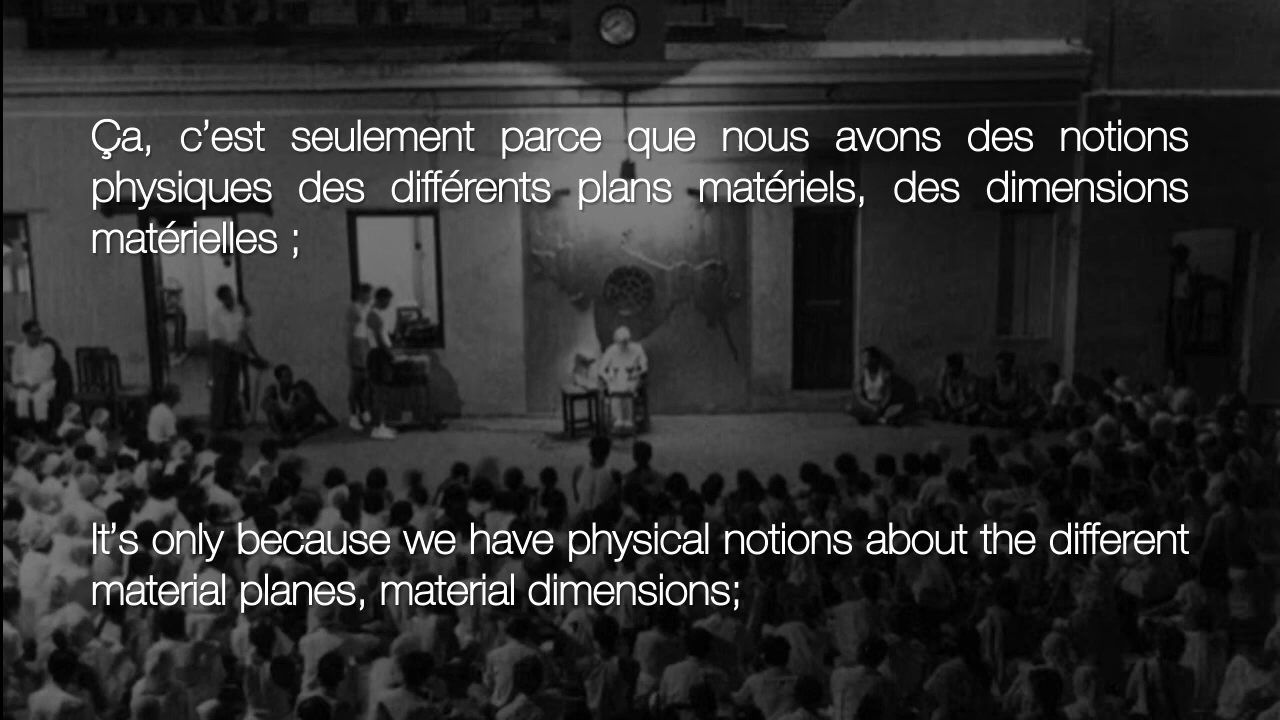 Ça, c’est seulement parce que nous avons des notions
physiques des différents plans matériels, des dimensions
matérielles ;
It’s only because we have physical notions about the different
material planes, material dimensions;